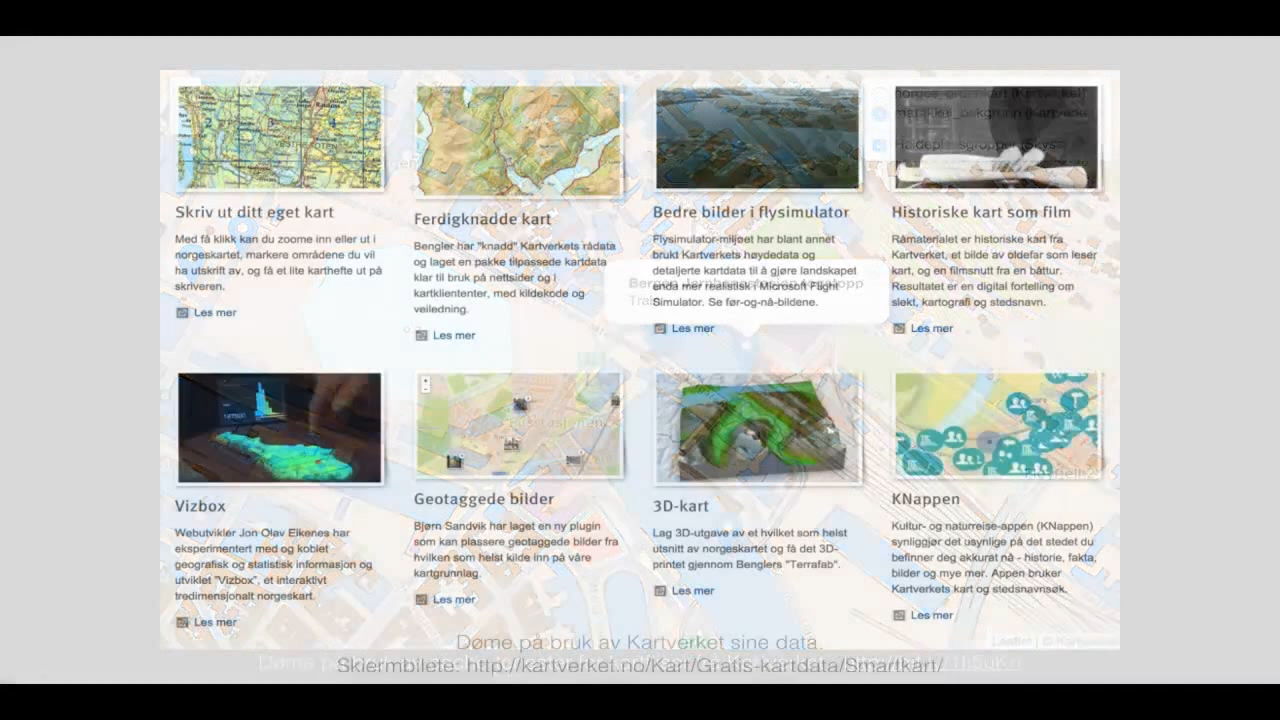 Skriv ut ditt eget kart
Med få klikk kan du zoome inn eller ut i
norgeskartet, markere områdene du vil
ha utskrift av, og få et lite karthefte ut på
skriveren.
Les mer
Ferdigknadde kart
Bengler har "knadd" Kartverkets rådata
og laget en pakke tilpassede kartdata
klar til bruk på nettsider og i
kartkliententer, med kildekode og
veiledning.
Les mer
Bedre bilder i flysimulator
Flysimulator-miljøet har blant annet
brukt Kartverkets høydedata og
detaljerte kartdata til å gjøre landskapet
enda mer realistisk i Microsoft Flight
Simulator. Se før-og-nå-bildene.
Les mer
Historiske kart som film
Råmaterialet er historiske kart fra
Kartverket, et bilde av oldefar som leser
kart, og en filmsnutt fra en båttur.
Resultatet er en digital fortelling om
slekt, kartografi og stedsnavn.
Les mer
Vizbox
Webutvikler Jon Olav Eikenes har
eksperimentert med og koblet
geografisk og statistisk informasjon og
utviklet "Vizbox", et interaktivt
tredimensjonalt norgeskart.
Les mer
Geotaggede bilder
Bjørn Sandvik har laget en ny plugin
som kan plassere geotaggede bilder fra
hvilken som helst kilde inn på våre
kartgrunnlag.
Les mer
3D-kart
Lag 3D-utgave av et hvilket som helst
utsnitt av norgeskartet og få det 3D-
printet gjennom Benglers "Terrafab".
Les mer
KNappen
Kultur- og naturreise-appen (KNappen)
synliggjør det usynlige på det stedet du
befinner deg akkurat nå - historie, fakta,
bilder og mye mer. Appen bruker
Kartverkets kart og stedsnavnsøk.
Les mer
Leaflet | ©
Døme på bruk av Kartverket sine data.
Skjermbilete: http://kartverket.no/Kart/Gratis-kartdata/Smartkart/